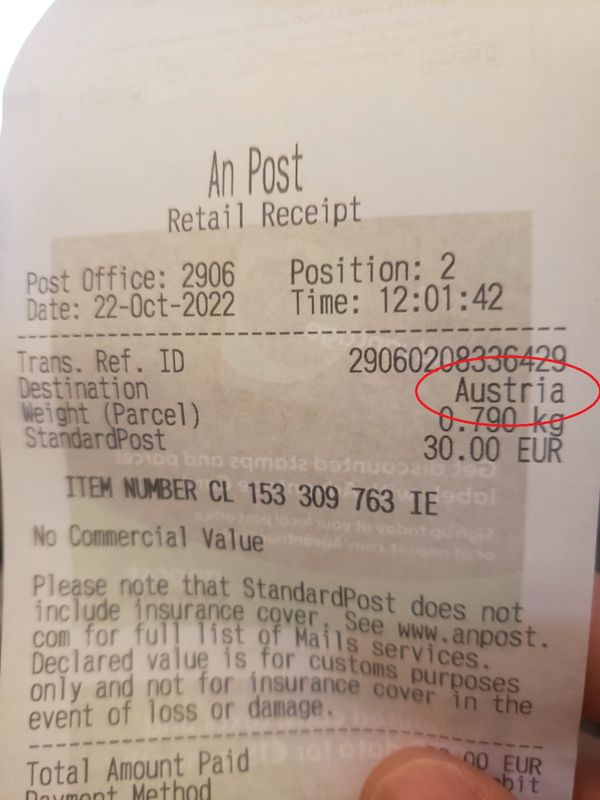 An Post
Retail Receipt
Post Office: 2906 Position: 2
Date: 22-Oct-2022 Time: 12:01:42
Trans. Ref. ID 29060208336429
Destination Austria
Weight (Parcel) 0.790 kg
StandardPost 30.00 EUR
ITEM NUMBER CL 153 309 763 IE
No Commercial Value
Please note that StandardPost does not
include insurance cover. See www.anpost.
com for full list of Mails services.
Declared value is for customs purposes
only and not for insurance cover in the
event of loss or damage.
Total Amount Paid EUR
Payment Method